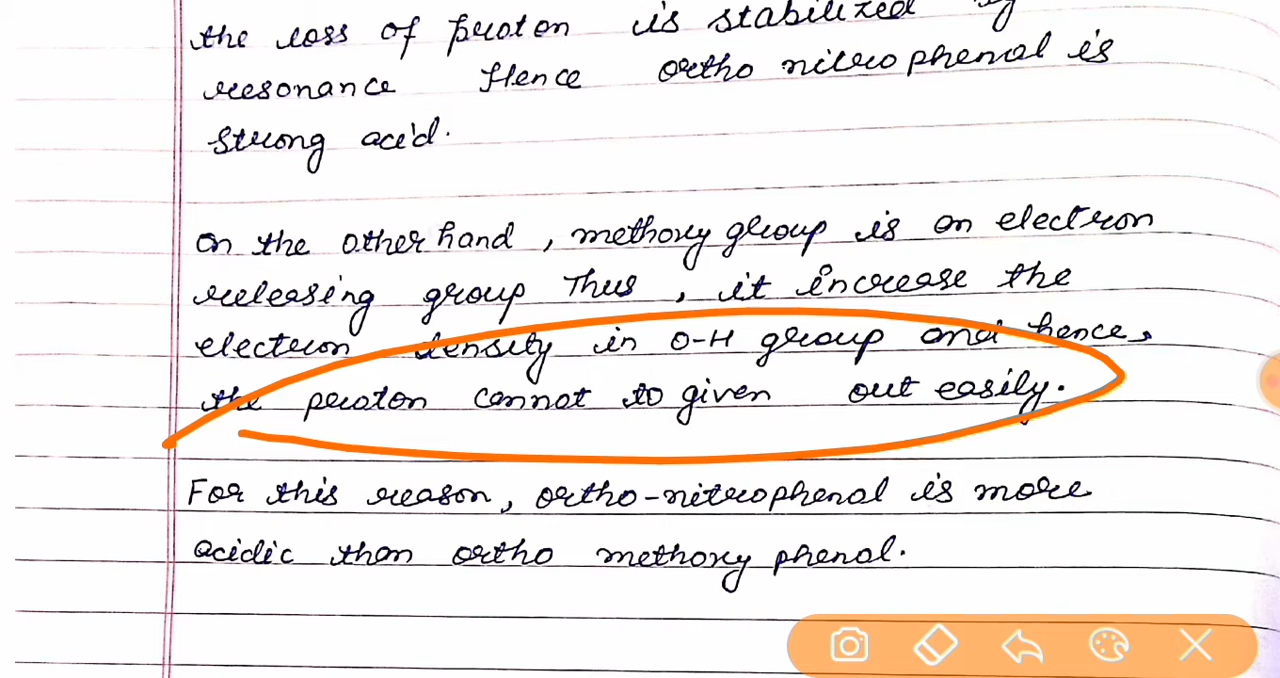 the loss of proton is stabilized by
resonance Hence ortho nitrophenol is
strong acid.
on the other hand, methoxy group is an electron
releasing group Thus, it increase the
electron density in O-H group and hence,
the proton cannot to given out easily.
For this reason, ortho-nitrophenol is more
acidic than ortho methoxy phenol.